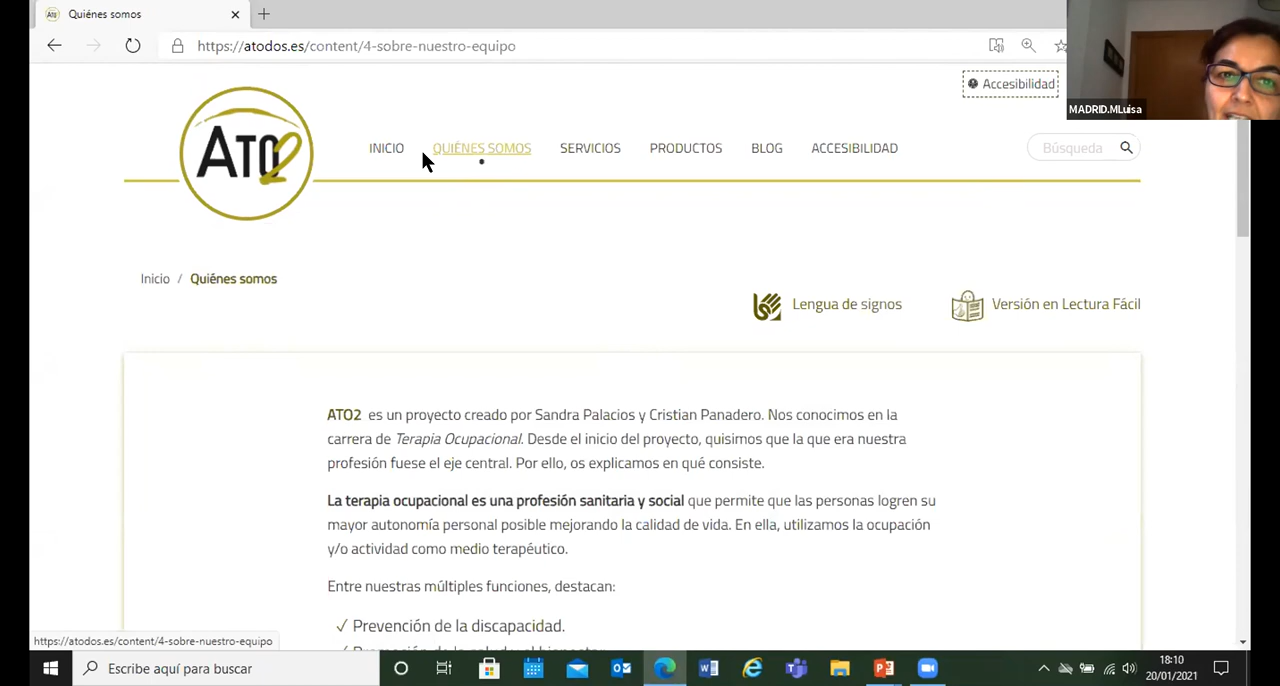 Quiénes somos
https://atodos.es/content/4-sobre-nuestro-equipo
Accesibilidad
MADRID.MLuisa
ATO2
INICIO
QUIÉNES SOMOS
SERVICIOS
PRODUCTOS
BLOG
ACCESIBILIDAD
Búsqueda
Inicio / Quiénes somos
Lengua de signos
Versión en Lectura Fácil
ATO2 es un proyecto creado por Sandra Palacios y Cristian Panadero. Nos conocimos en la
carrera de Terapia Ocupacional. Desde el inicio del proyecto, quisimos que la que era nuestra
profesión fuese el eje central. Por ello, os explicamos en qué consiste.
La terapia ocupacional es una profesión sanitaria y social que permite que las personas logren su
mayor autonomía personal posible mejorando la calidad de vida. En ella, utilizamos la ocupación
y/o actividad como medio terapéutico.
Entre nuestras múltiples funciones, destacan:
✓ Prevención de la discapacidad.
https://atodos.es/content/4-sobre-nuestro-equipo
Escribe aquí para buscar
18:10
20/01/2021